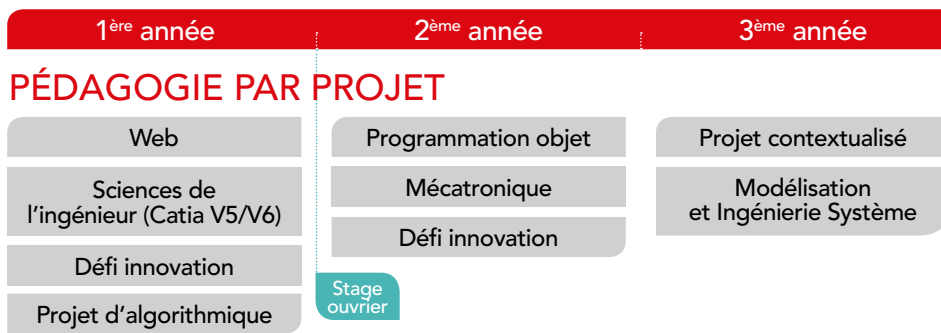 1ère année
2ème année
3ème année
PÉDAGOGIE PAR PROJET
Web
Sciences de
l'ingénieur (Catia V5/V6)
Défi innovation
Projet d'algorithmique
Stage
ouvrier
Programmation objet
Mécatronique
Défi innovation
Projet contextualisé
Modélisation
et Ingénierie Système